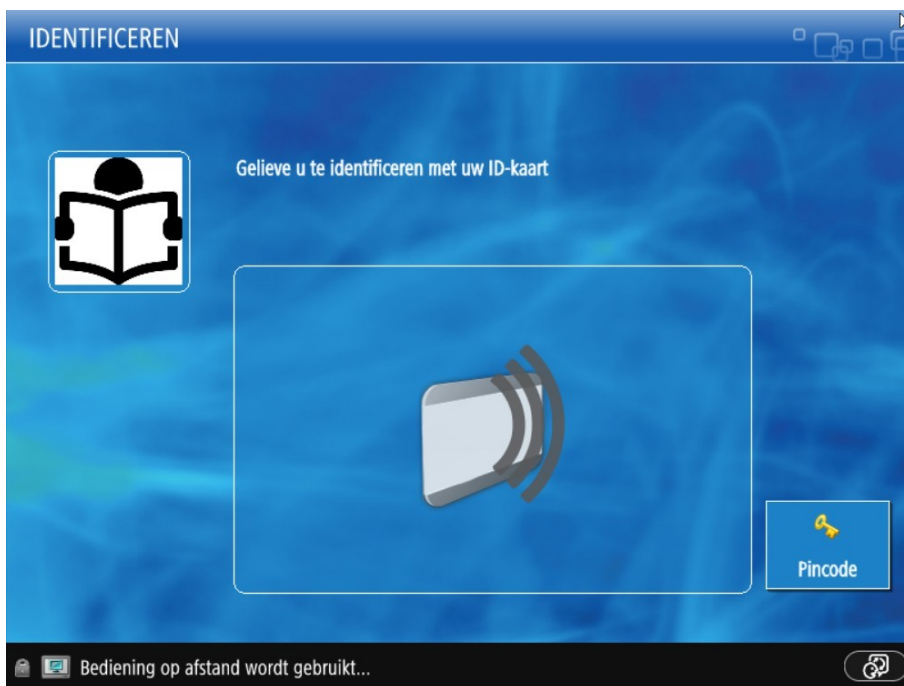 IDENTIFICEREN
Gelieve u te identificeren met uw ID-kaart
Pincode
Bediening op afstand wordt gebruikt...